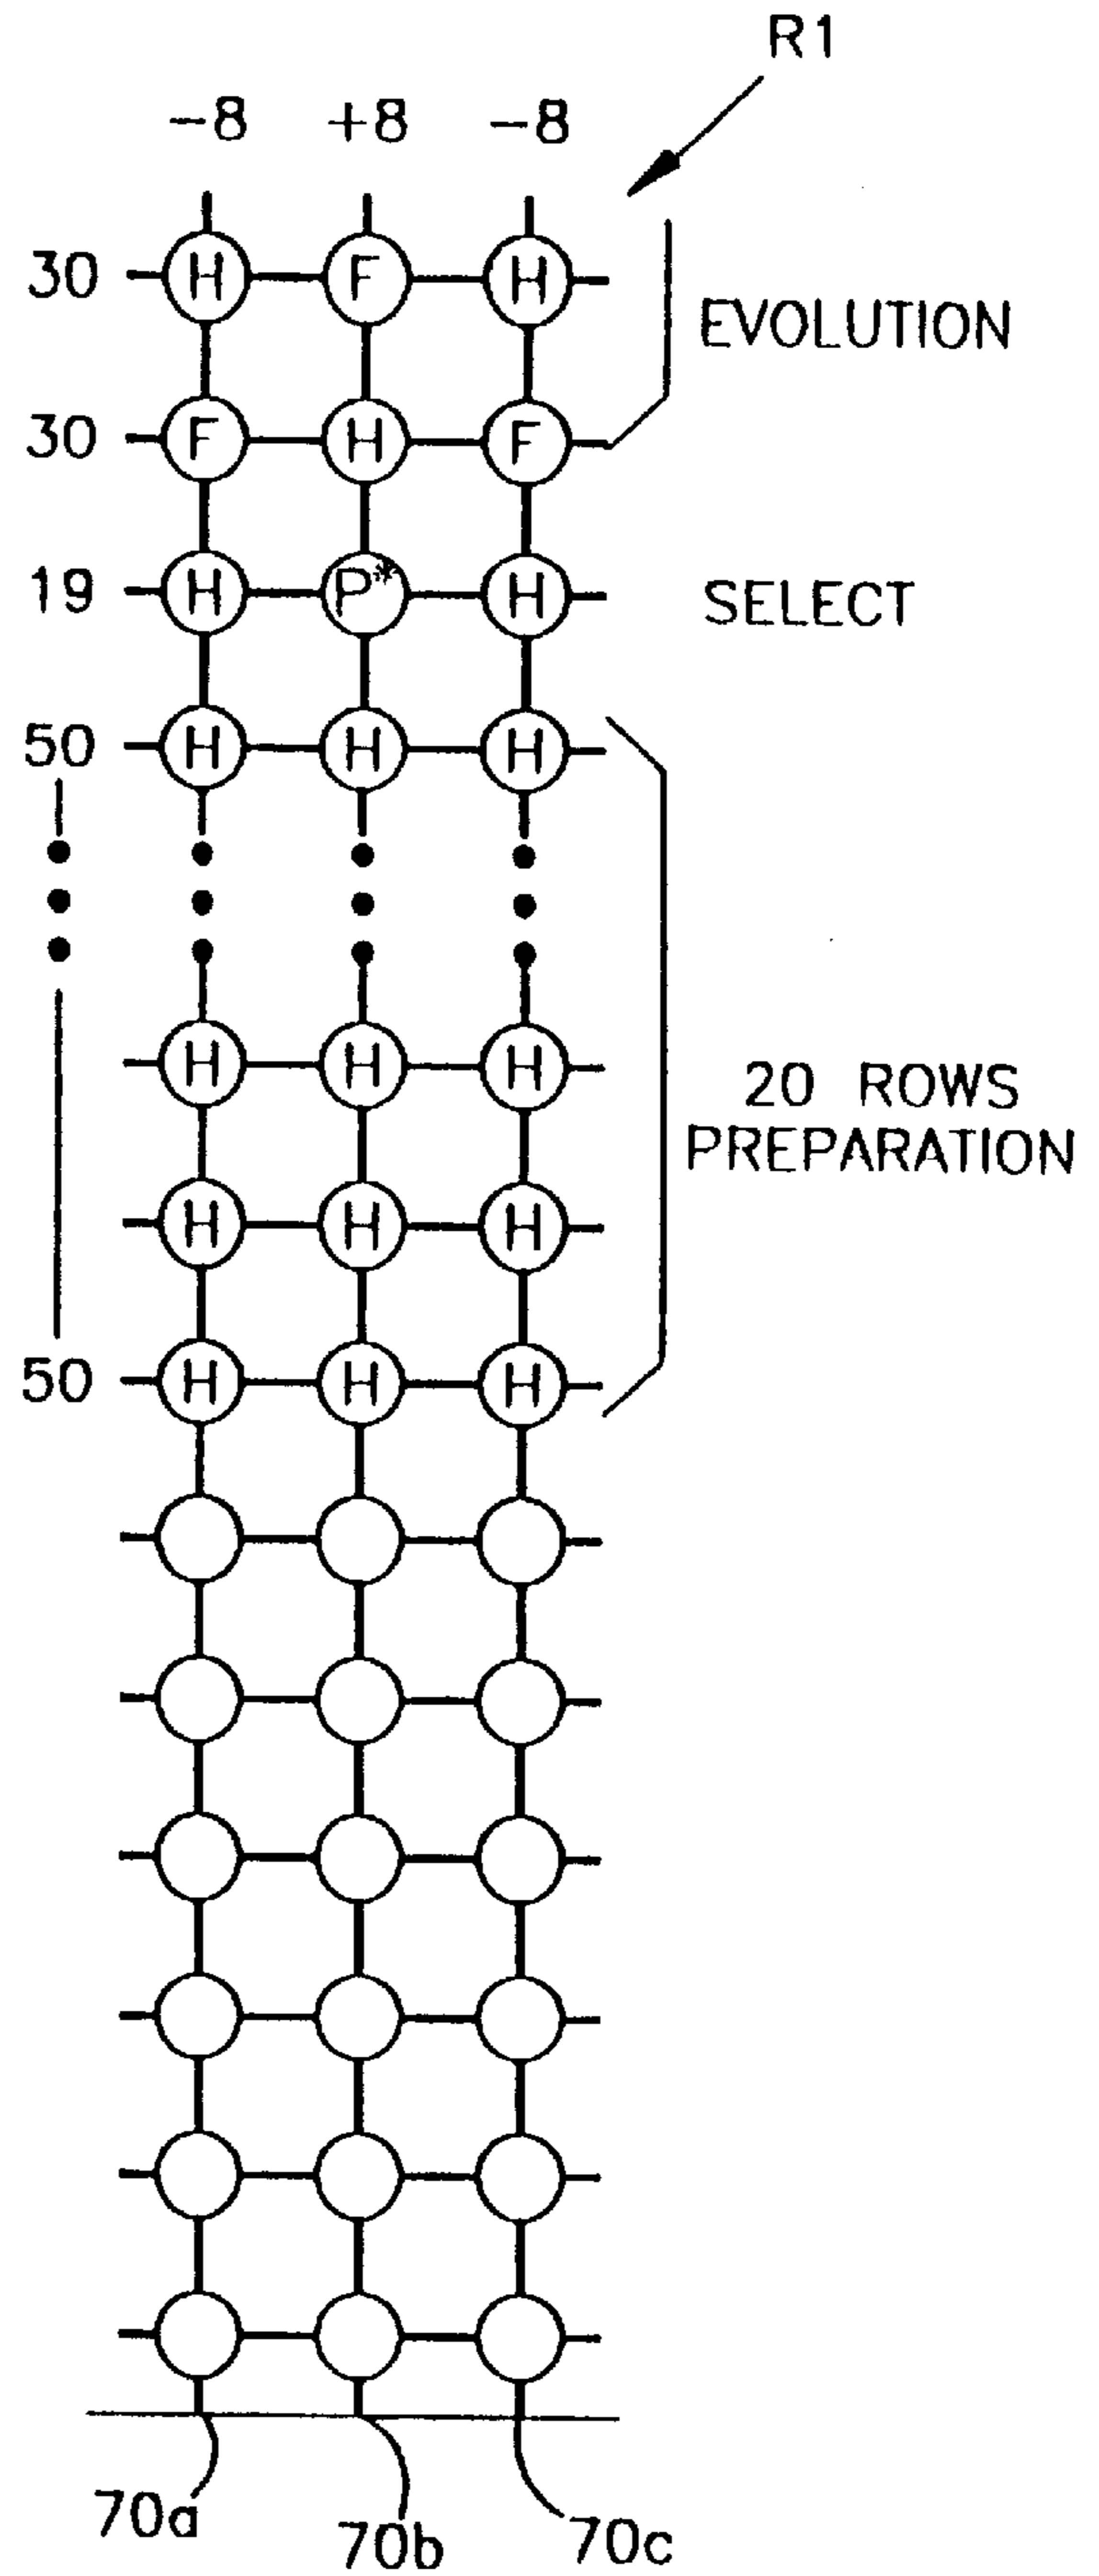 R1
-8 +8 -8
30 H F H
EVOLUTION
30 F H F
19 H P* H SELECT
50 H H H
H H H
20 ROWS
PREPARATION
H H H
50 H H H
70a 70b 70c